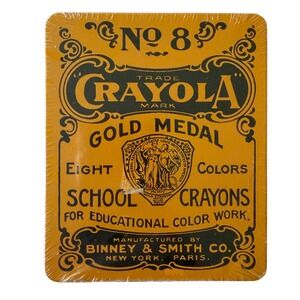 No 8
TRADE
"CRAYOLA"
MARK
GOLD MEDAL
EIGHT COLORS
SCHOOL CRAYONS
FOR EDUCATIONAL COLOR WORK.
MANUFACTURED BY
BINNEY & SMITH CO.
NEW YORK, PARIS.